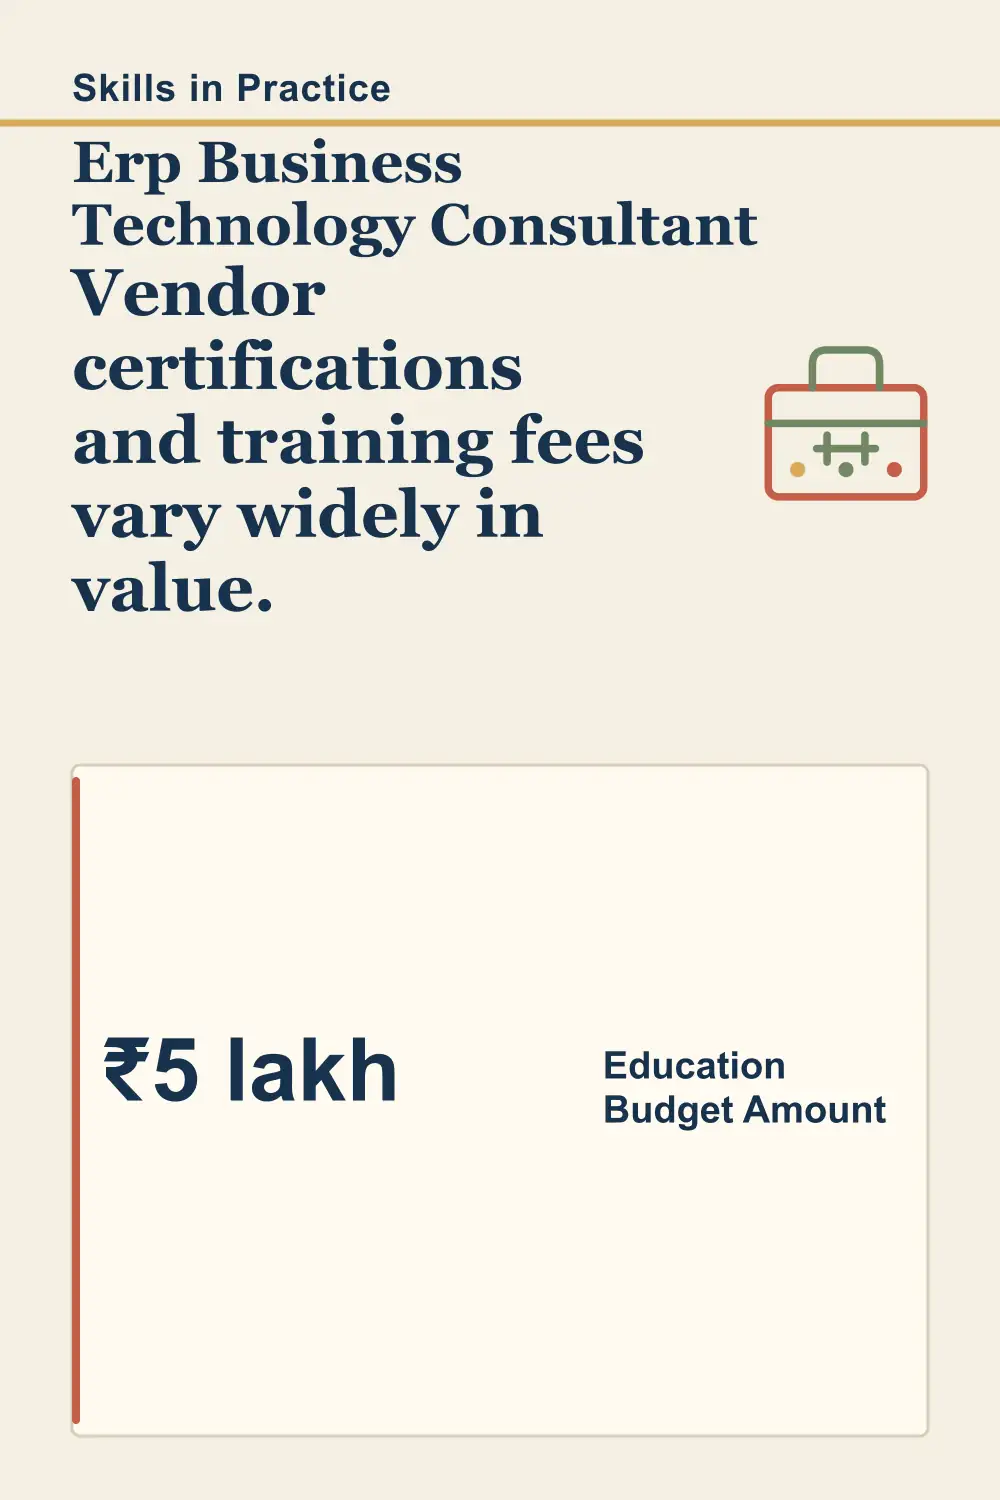 Skills in Practice
Erp Business
Technology Consultant
Vendor
certifications
and training fees
vary widely in
value.
₹5 lakh
Education
Budget Amount